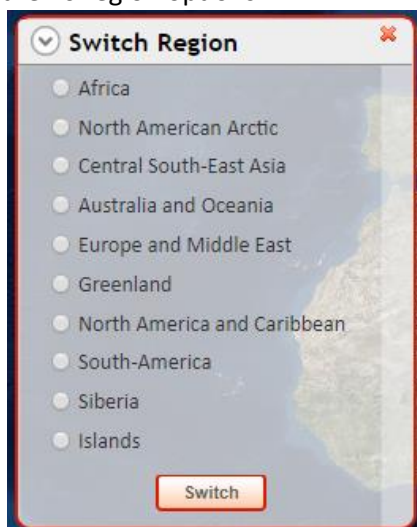 Switch Region
Africa
North American Arctic
Central South-East Asia
Australia and Oceania
Europe and Middle East
Greenland
North America and Caribbean
South-America
Siberia
Islands
Switch